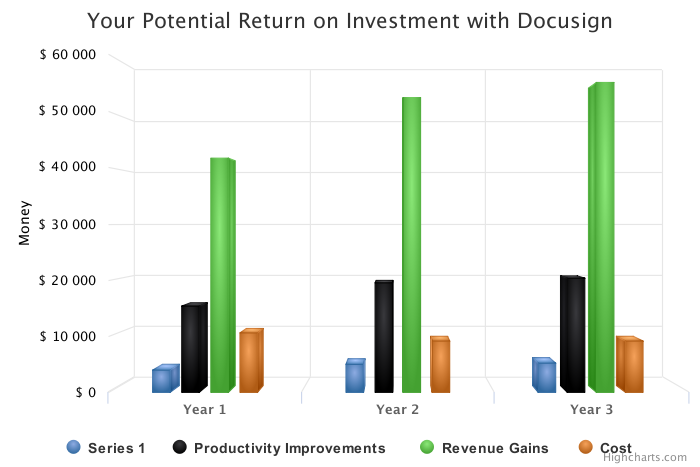 Your Potential Return on Investment with Docusign
Money
$ 60 000
$ 50 000
$ 40 000
$ 30 000
$ 20 000
$ 10 000
$ 0
Year 1 Year 2 Year 3
Series 1 Productivity Improvements Revenue Gains Cost
Highcharts.com